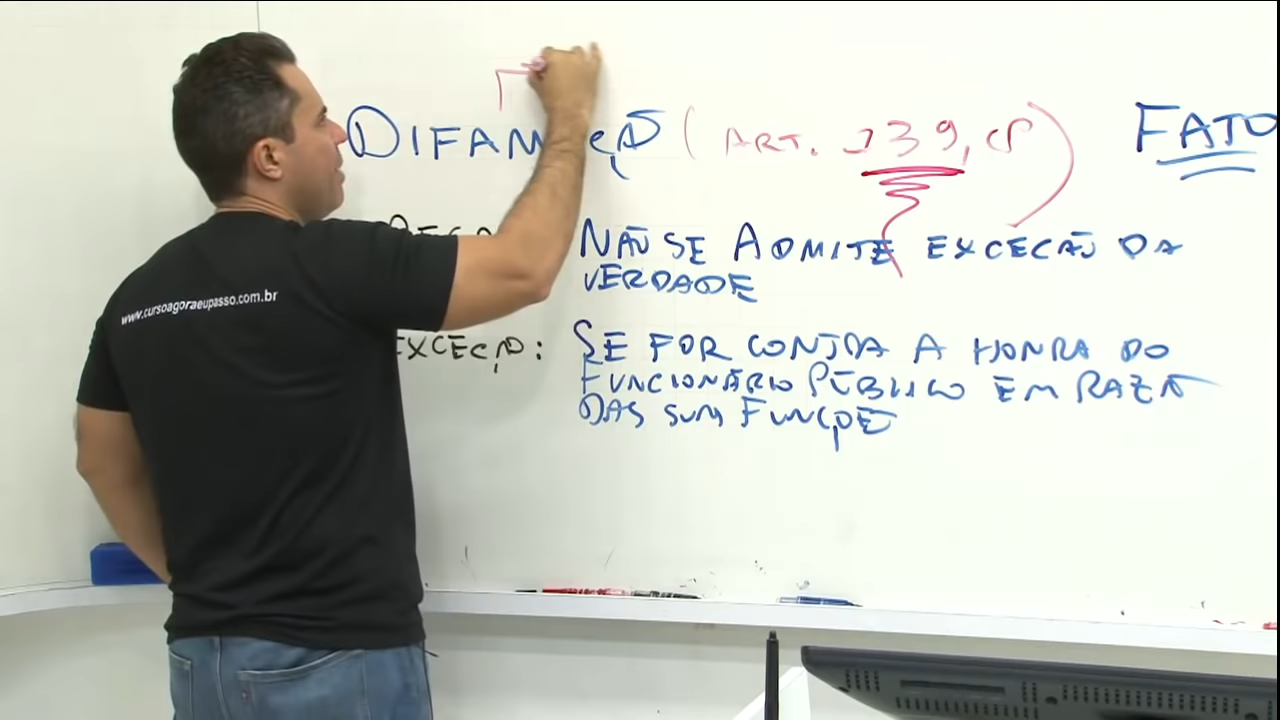 DIFAMAÇÃO (ART. 139, CP) FATO
NÃO SE ADMITE EXCEÇÃO DA
VERDADE
www.cursoagoraeupasso.com.br
EXCEÇÃO: SE FOR CONTRA A HONRA DO
FUNCIONÁRIO PÚBLICO EM RAZÃO
DAS SUAS FUNÇÕES